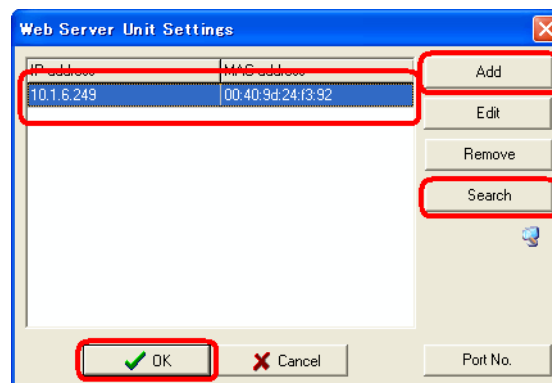 Web Server Unit Settings
IP address MAC address
10.1.6.249 00:40:9d:24:f3:92
Add
Edit
Remove
Search
OK Cancel Port No.